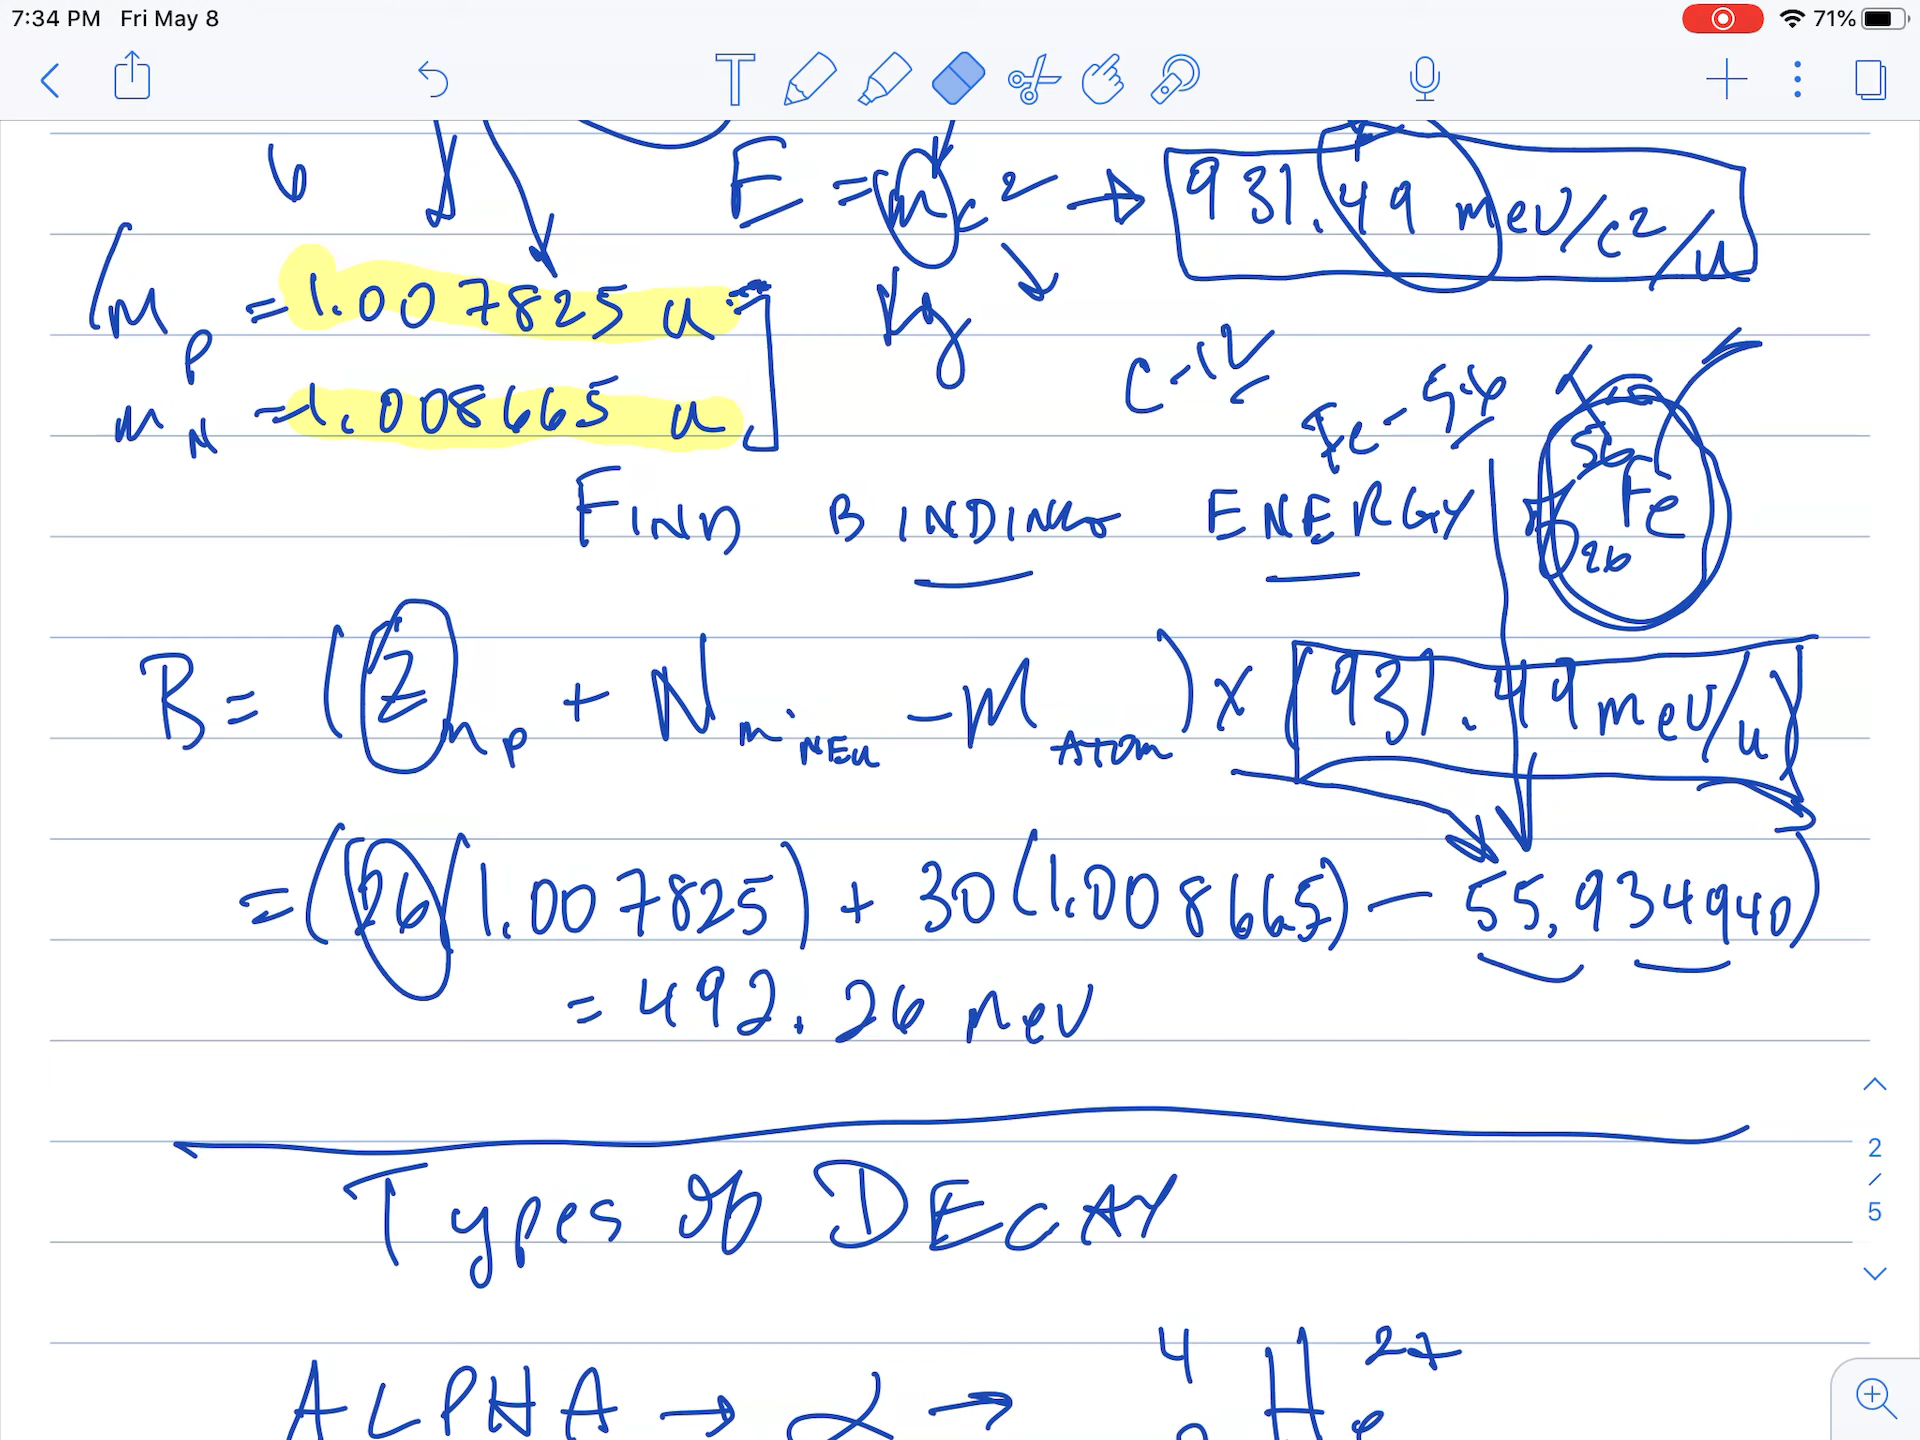 7:34 PM Fri May 8 71%
T
6 E = mc² → 931.49 meV/c²/u
mp = 1.007825 u
kg
C-12
mN = 1.008665 u
Fe-56
56 Fe 26
FIND BINDING ENERGY
B = (Z mp + N m NEU - M ATOM) x (931.49 meV/u)
= (26(1.007825) + 30(1.008665) - 55.934940)
= 492.26 MeV
2 / 5
Types of DECAY
ALPHA → α → 4 He 2+